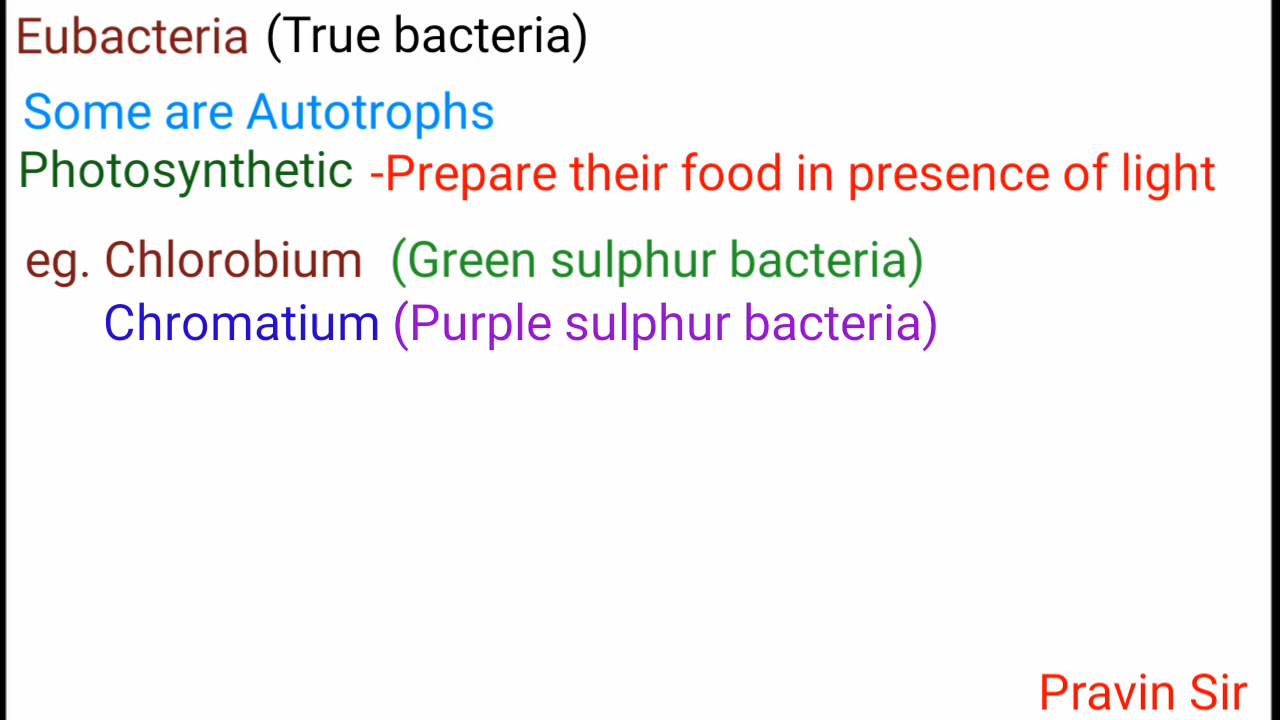 Eubacteria (True bacteria)
Some are Autotrophs
Photosynthetic -Prepare their food in presence of light
eg. Chlorobium (Green sulphur bacteria)
Chromatium (Purple sulphur bacteria)
Pravin Sir